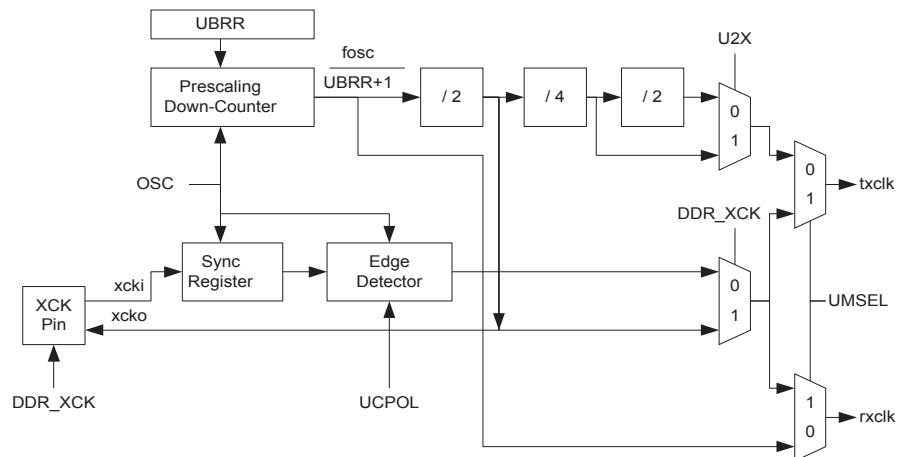 UBRR
fosc
U2X
Prescaling
Down-Counter
UBRR+1
/ 2
/ 4
/ 2
0
1
OSC
0
1
txclk
DDR_XCK
Sync
Register
Edge
Detector
0
1
xcki
XCK
Pin
xcko
UMSEL
DDR_XCK
UCPOL
1
0
rxclk